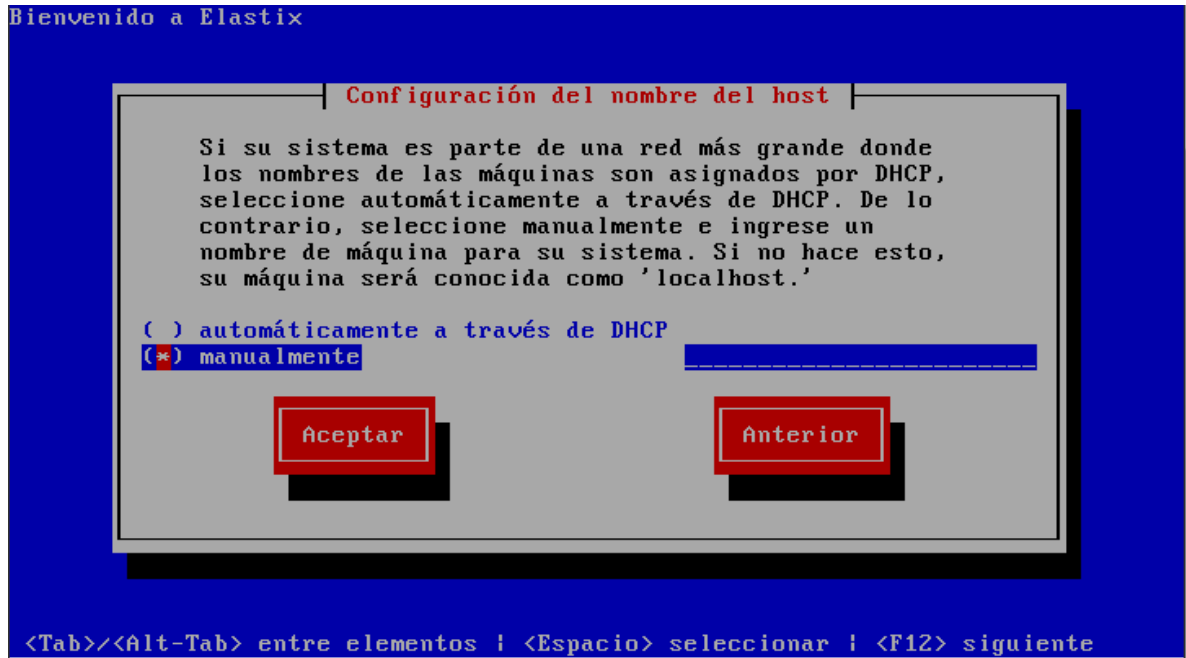 Bienvenido a Elastix
Configuración del nombre del host
Si su sistema es parte de una red más grande donde
los nombres de las máquinas son asignados por DHCP,
seleccione automáticamente a través de DHCP. De lo
contrario, seleccione manualmente e ingrese un
nombre de máquina para su sistema. Si no hace esto,
su máquina será conocida como 'localhost.'
( ) automáticamente a través de DHCP
(*) manualmente ________________________
Aceptar Anterior
<Tab>/<Alt-Tab> entre elementos ¦ <Espacio> seleccionar ¦ <F12> siguiente